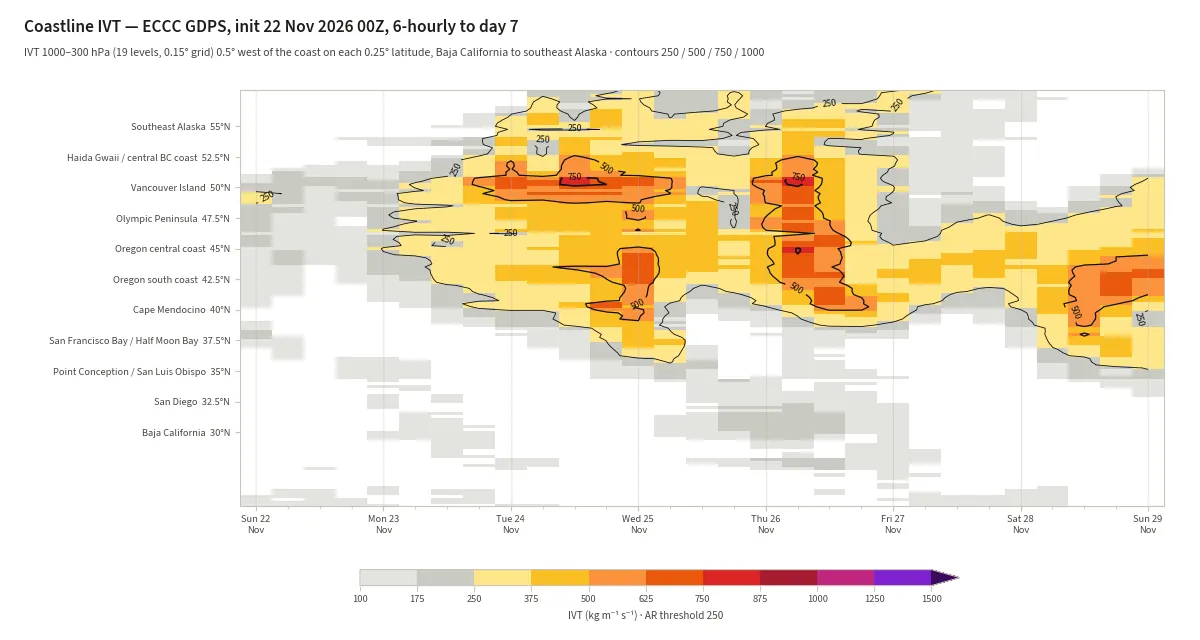 Coastline IVT — ECCC GDPS, init 22 Nov 2026 00Z, 6-hourly to day 7
IVT 1000–300 hPa (19 levels, 0.15° grid) 0.5° west of the coast on each 0.25° latitude, Baja California to southeast Alaska · contours 250 / 500 / 750 / 1000
Southeast Alaska 55°N
Haida Gwaii / central BC coast 52.5°N
Vancouver Island 50°N
Olympic Peninsula 47.5°N
Oregon central coast 45°N
Oregon south coast 42.5°N
Cape Mendocino 40°N
San Francisco Bay / Half Moon Bay 37.5°N
Point Conception / San Luis Obispo 35°N
San Diego 32.5°N
Baja California 30°N
250
250
250
250
250
250
250
250
250
250
500
500
500
500
500
750
750
250
Sun 22 Nov
Mon 23 Nov
Tue 24 Nov
Wed 25 Nov
Thu 26 Nov
Fri 27 Nov
Sat 28 Nov
Sun 29 Nov
100 175 250 375 500 625 750 875 1000 1250 1500
IVT (kg m⁻¹ s⁻¹) · AR threshold 250